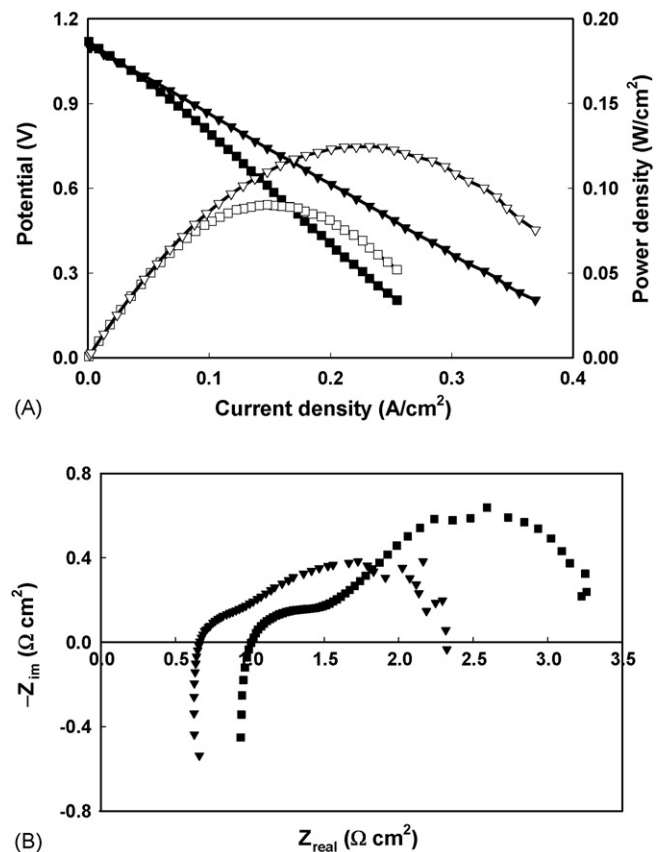 1.2
0.9
0.6
0.3
0.0
Potential (V)
0.20
0.15
0.10
0.05
0.00
Power density (W/cm²)
0.0 0.1 0.2 0.3 0.4
Current density (A/cm²)
(A)
0.8
0.4
0.0
-0.4
-0.8
−Z_im (Ω cm²)
0.0 0.5 1.0 1.5 2.0 2.5 3.0 3.5
Z_real (Ω cm²)
(B)